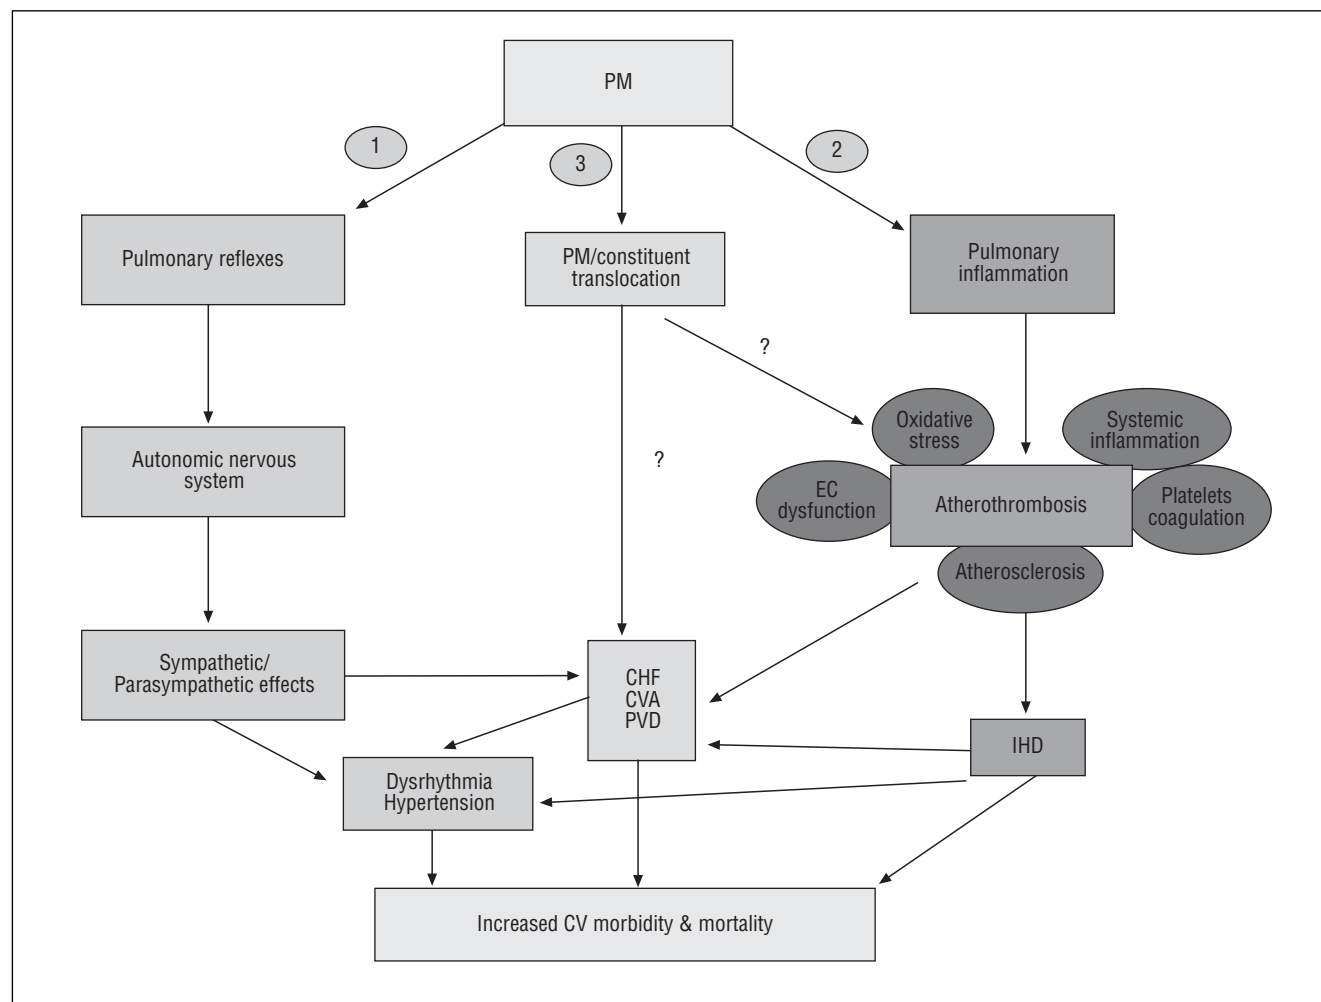 PM
1
3
2
Pulmonary reflexes
PM/constituent
translocation
Pulmonary
inflammation
?
?
Oxidative
stress
Systemic
inflammation
Autonomic nervous
system
EC
dysfunction
Atherothrombosis
Platelets
coagulation
Atherosclerosis
Sympathetic/
Parasympathetic effects
CHF
CVA
PVD
IHD
Dysrhythmia
Hypertension
Increased CV morbidity & mortality